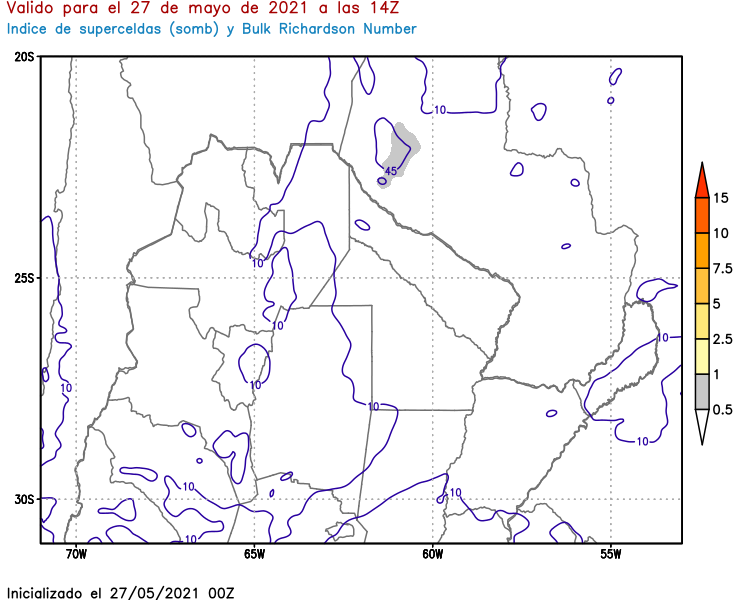 Valido para el 27 de mayo de 2021 a las 14Z
Indice de superceldas (somb) y Bulk Richardson Number
20S
10
45
15
10
10
25S
7.5
5
10
10
2.5
10
10
1
10
0.5
10
10
10
30S
10
70W
65W
60W
55W
Inicializado el 27/05/2021 00Z